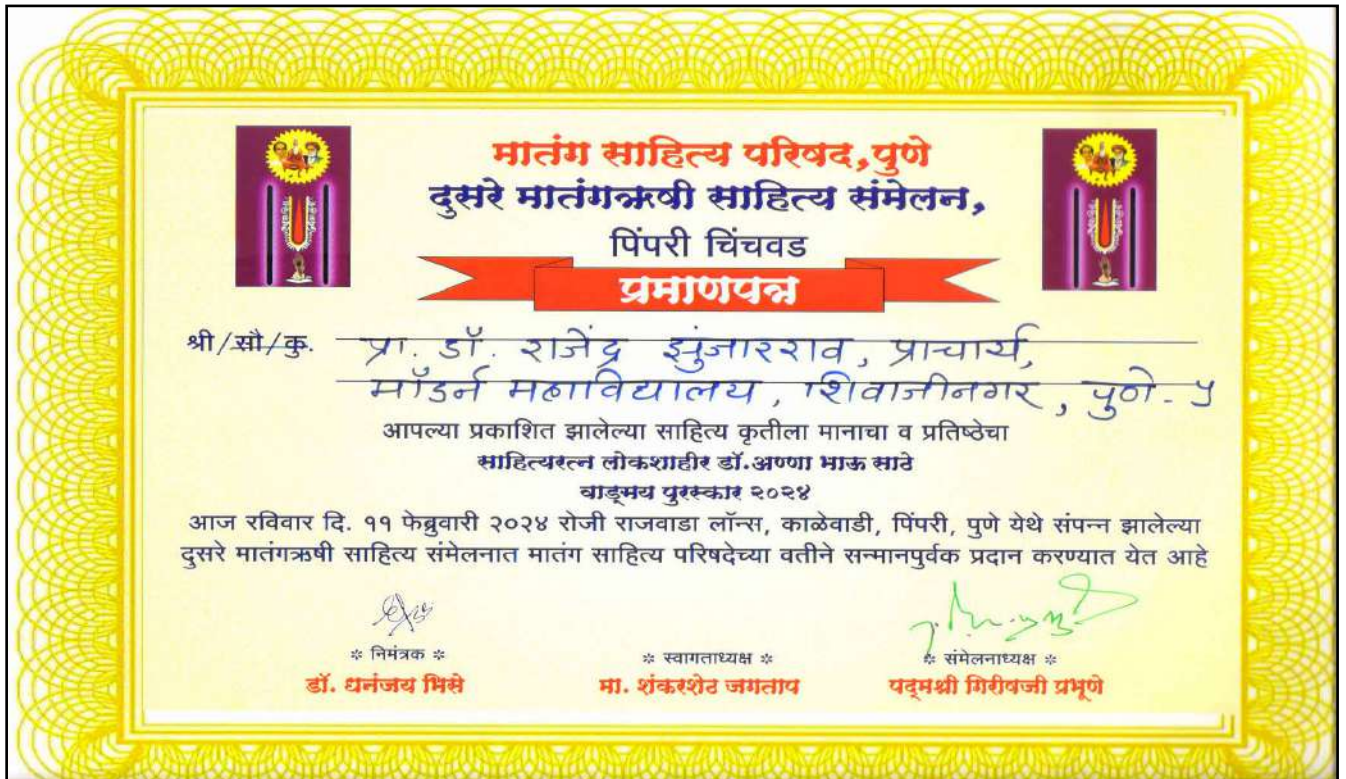 मातंग साहित्य परिषद,पुणे
दुसरे मातंगऋषी साहित्य संमेलन,
पिंपरी चिंचवड
प्रमाणपत्र
श्री/सौ/कु. प्रा. डॉ. राजेंद्र झुंजारराव, प्राचार्य,
मॉडर्न महाविद्यालय, शिवाजीनगर, पुणे - ५
आपल्या प्रकाशित झालेल्या साहित्य कृतीला मानाचा व प्रतिष्ठेचा
साहित्यरत्न लोकशाहीर डॉ.अण्णा भाऊ साठे
वाङ्मय पुरस्कार २०२४
आज रविवार दि. ११ फेब्रुवारी २०२४ रोजी राजवाडा लॉन्स, काळेवाडी, पिंपरी, पुणे येथे संपन्न झालेल्या
दुसरे मातंगऋषी साहित्य संमेलनात मातंग साहित्य परिषदेच्या वतीने सन्मानपुर्वक प्रदान करण्यात येत आहे
❉ निमंत्रक ❉ ❉ स्वागताध्यक्ष ❉ ❉ संमेलनाध्यक्ष ❉
डॉ. धनंजय भिसे मा. शंकरशेठ जगताप पद्मश्री गिरीषजी प्रभूणे